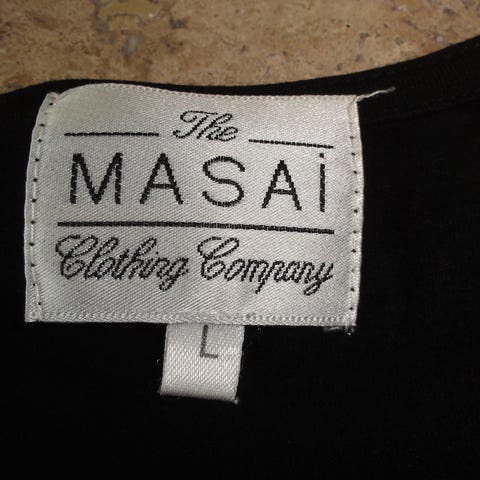 The
MASAi
Clothing Company
L